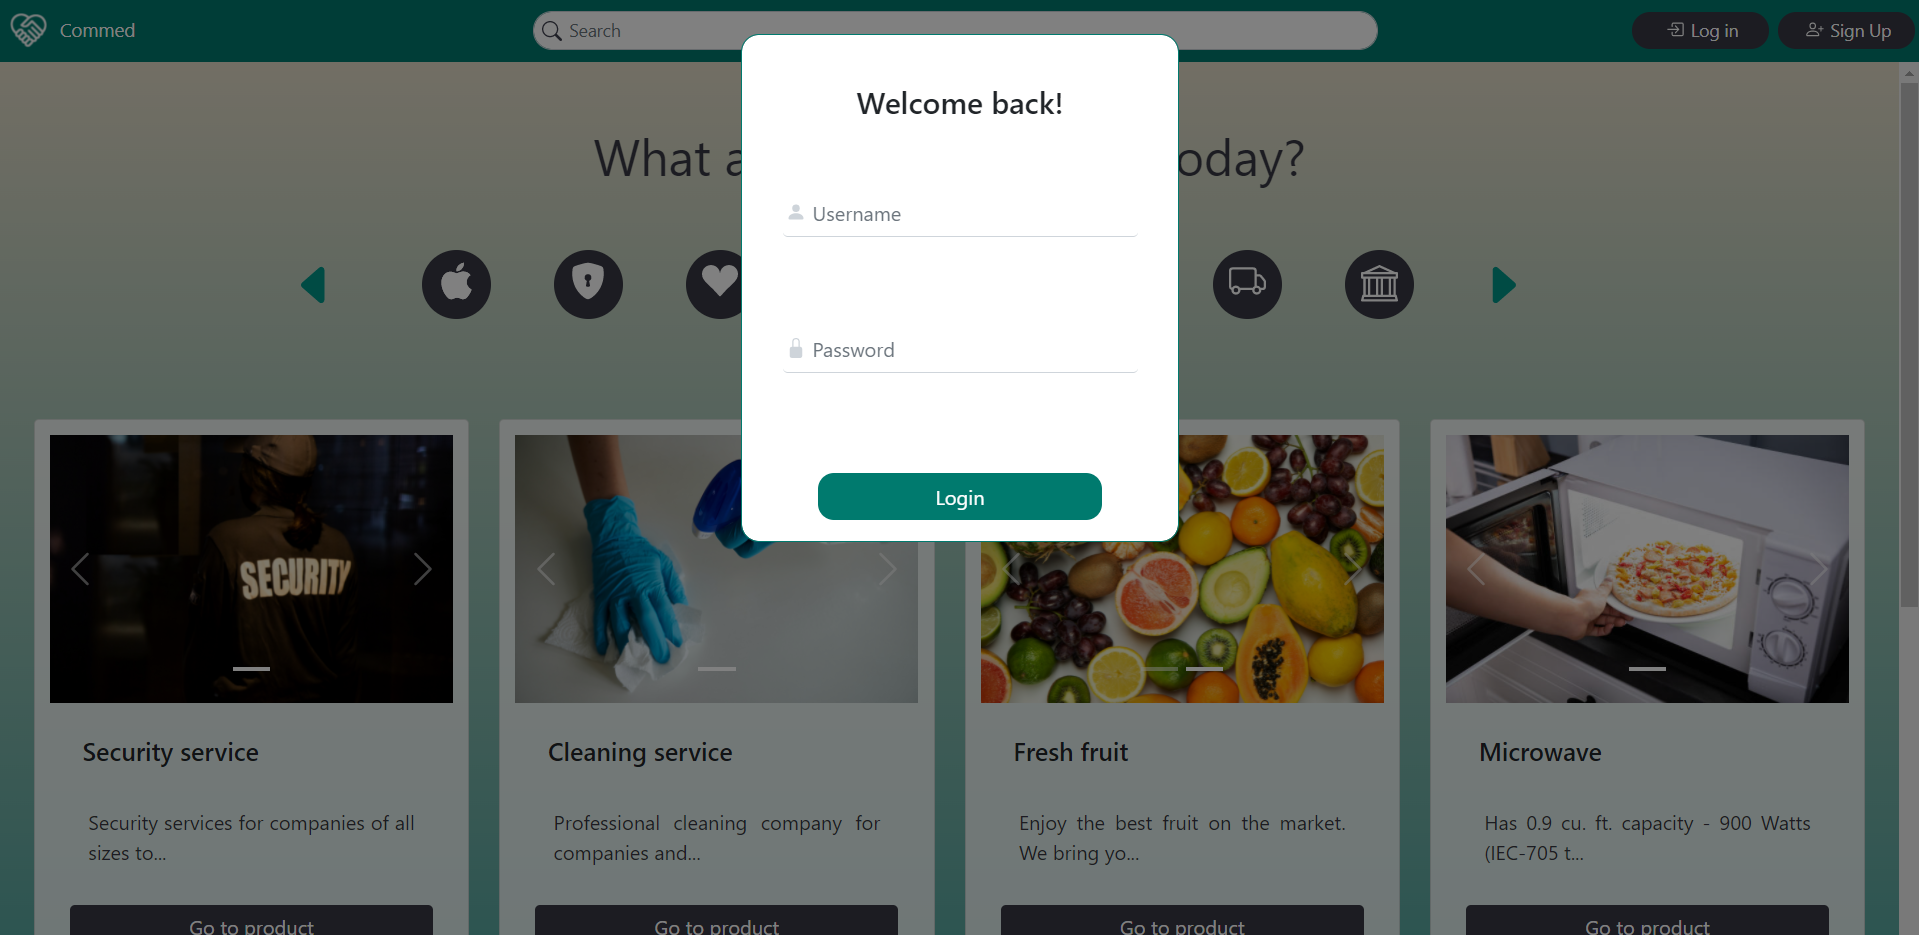 Commed
Search
Log in
Sign Up
Welcome back!
What a
oday?
Username
Password
Login
SECURITY
Security service
Security services for companies of all
sizes to...
Go to product
Cleaning service
Professional cleaning company for
companies and...
Go to product
Fresh fruit
Enjoy the best fruit on the market.
We bring yo...
Go to product
Microwave
Has 0.9 cu. ft. capacity - 900 Watts
(IEC-705 t...
Go to product